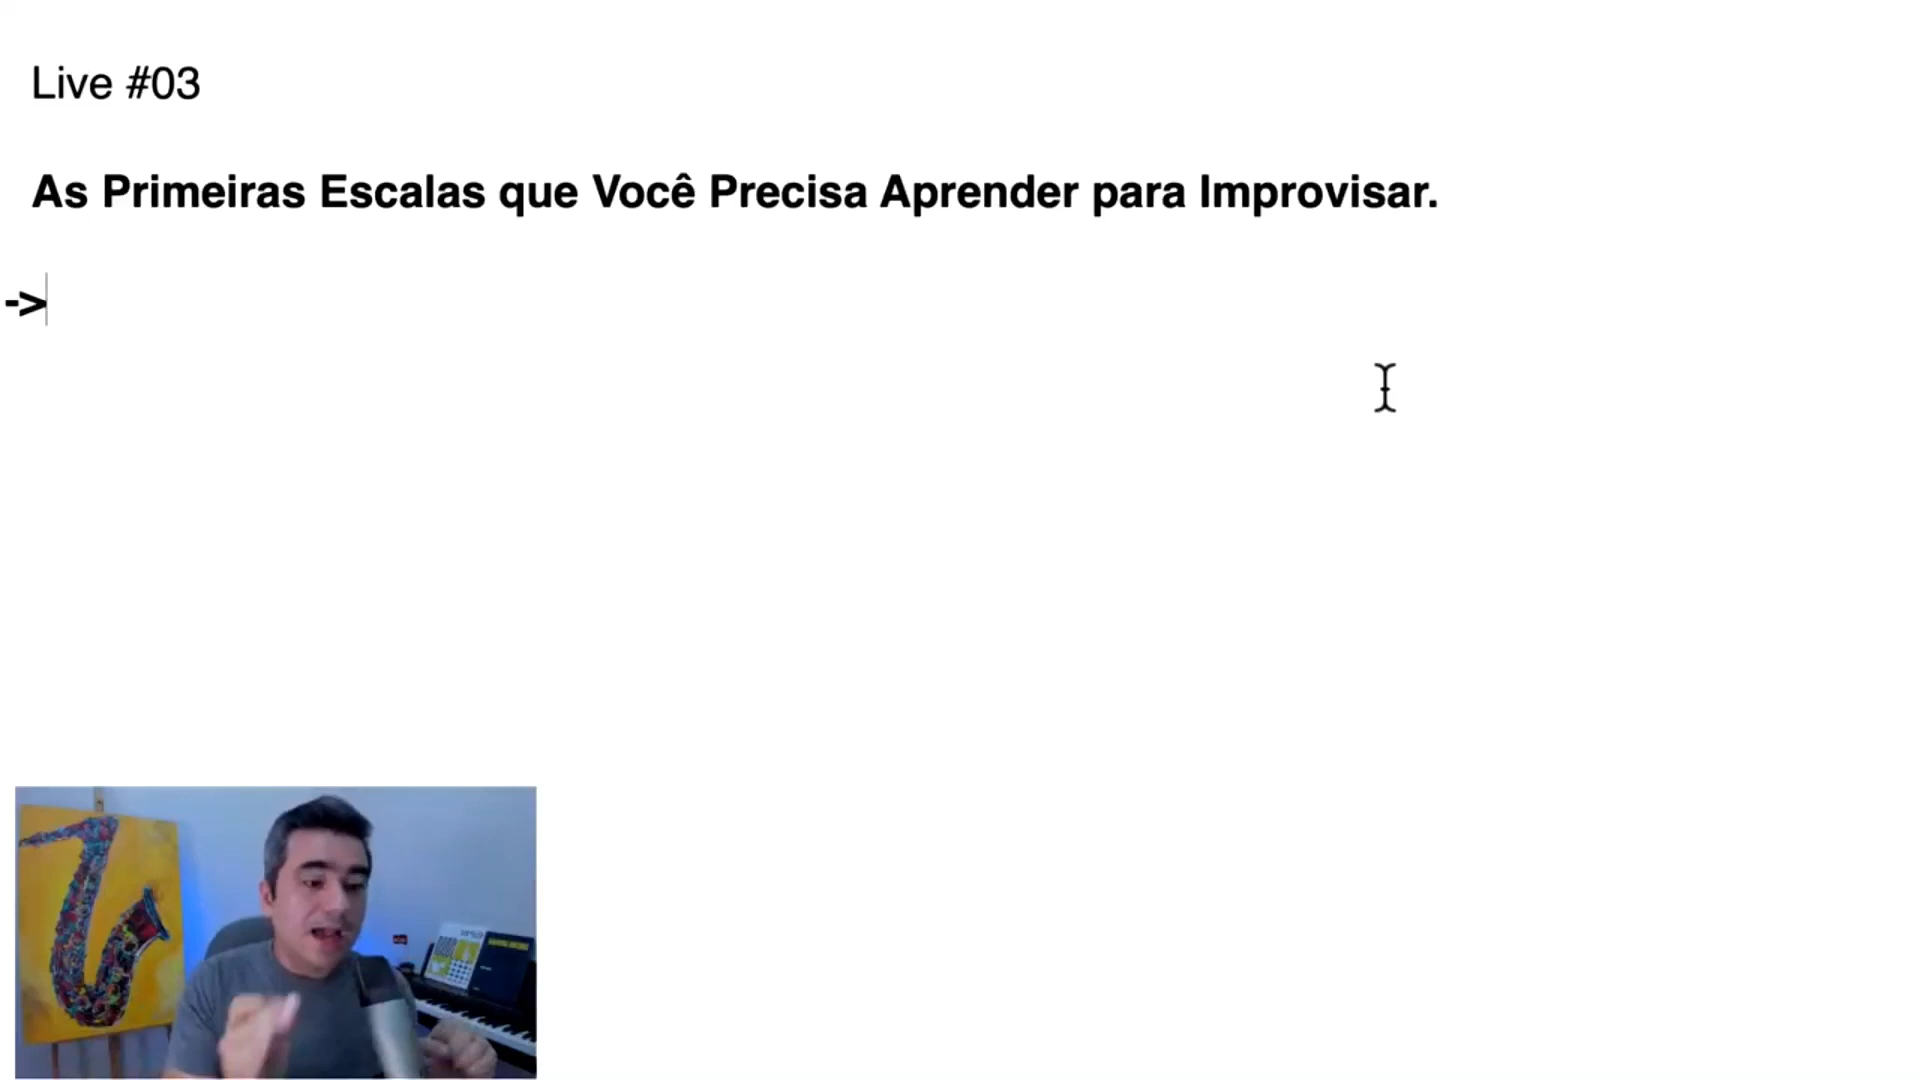 Live #03
As Primeiras Escalas que Você Precisa Aprender para Improvisar.
->